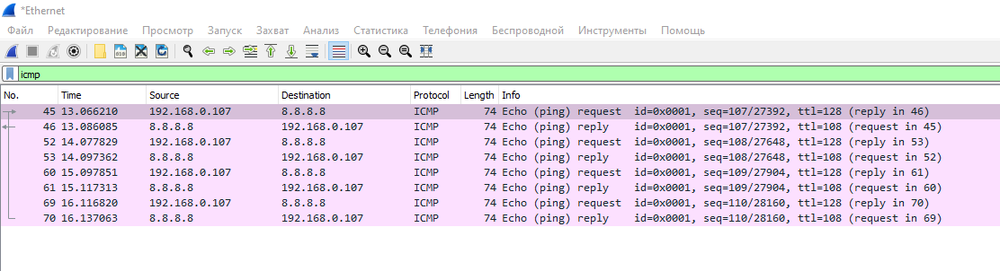 *Ethernet
Файл Редактирование Просмотр Запуск Захват Анализ Статистика Телефония Беспроводной Инструменты Помощь
icmp
No. Time Source Destination Protocol Length Info
45 13.066210 192.168.0.107 8.8.8.8 ICMP 74 Echo (ping) request id=0x0001, seq=107/27392, ttl=128 (reply in 46)
46 13.086085 8.8.8.8 192.168.0.107 ICMP 74 Echo (ping) reply id=0x0001, seq=107/27392, ttl=108 (request in 45)
52 14.077829 192.168.0.107 8.8.8.8 ICMP 74 Echo (ping) request id=0x0001, seq=108/27648, ttl=128 (reply in 53)
53 14.097362 8.8.8.8 192.168.0.107 ICMP 74 Echo (ping) reply id=0x0001, seq=108/27648, ttl=108 (request in 52)
60 15.097851 192.168.0.107 8.8.8.8 ICMP 74 Echo (ping) request id=0x0001, seq=109/27904, ttl=128 (reply in 61)
61 15.117313 8.8.8.8 192.168.0.107 ICMP 74 Echo (ping) reply id=0x0001, seq=109/27904, ttl=108 (request in 60)
69 16.116820 192.168.0.107 8.8.8.8 ICMP 74 Echo (ping) request id=0x0001, seq=110/28160, ttl=128 (reply in 70)
70 16.137063 8.8.8.8 192.168.0.107 ICMP 74 Echo (ping) reply id=0x0001, seq=110/28160, ttl=108 (request in 69)